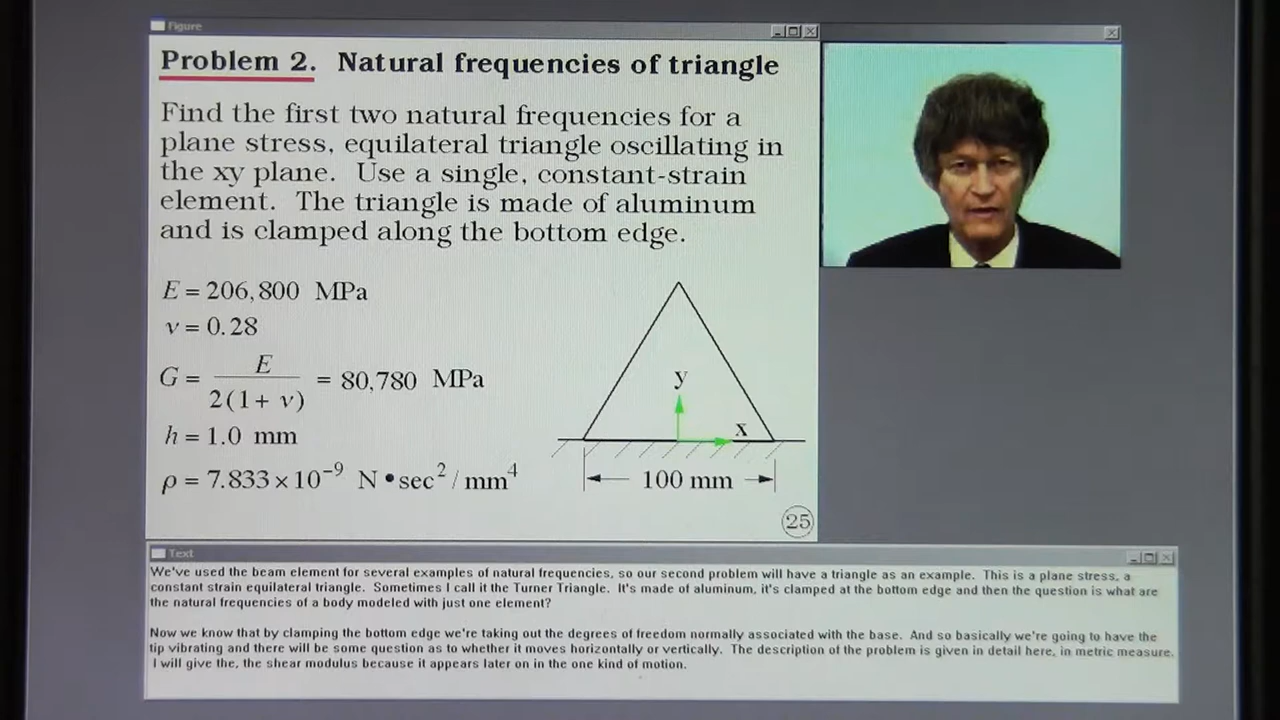 Figure
Problem 2. Natural frequencies of triangle
Find the first two natural frequencies for a
plane stress, equilateral triangle oscillating in
the xy plane. Use a single, constant-strain
element. The triangle is made of aluminum
and is clamped along the bottom edge.
E = 206,800 MPa
ν = 0.28
G = E / 2(1 + ν) = 80,780 MPa
h = 1.0 mm
ρ = 7.833×10⁻⁹ N•sec²/mm⁴
y
x
100 mm
25
Text
We've used the beam element for several examples of natural frequencies, so our second problem will have a triangle as an example. This is a plane stress, a
constant strain equilateral triangle. Sometimes I call it the Turner Triangle. It's made of aluminum, it's clamped at the bottom edge and then the question is what are
the natural frequencies of a body modeled with just one element?
Now we know that by clamping the bottom edge we're taking out the degrees of freedom normally associated with the base. And so basically we're going to have the
tip vibrating and there will be some question as to whether it moves horizontally or vertically. The description of the problem is given in detail here, in metric measure.
I will give the, the shear modulus because it appears later on in the one kind of motion.